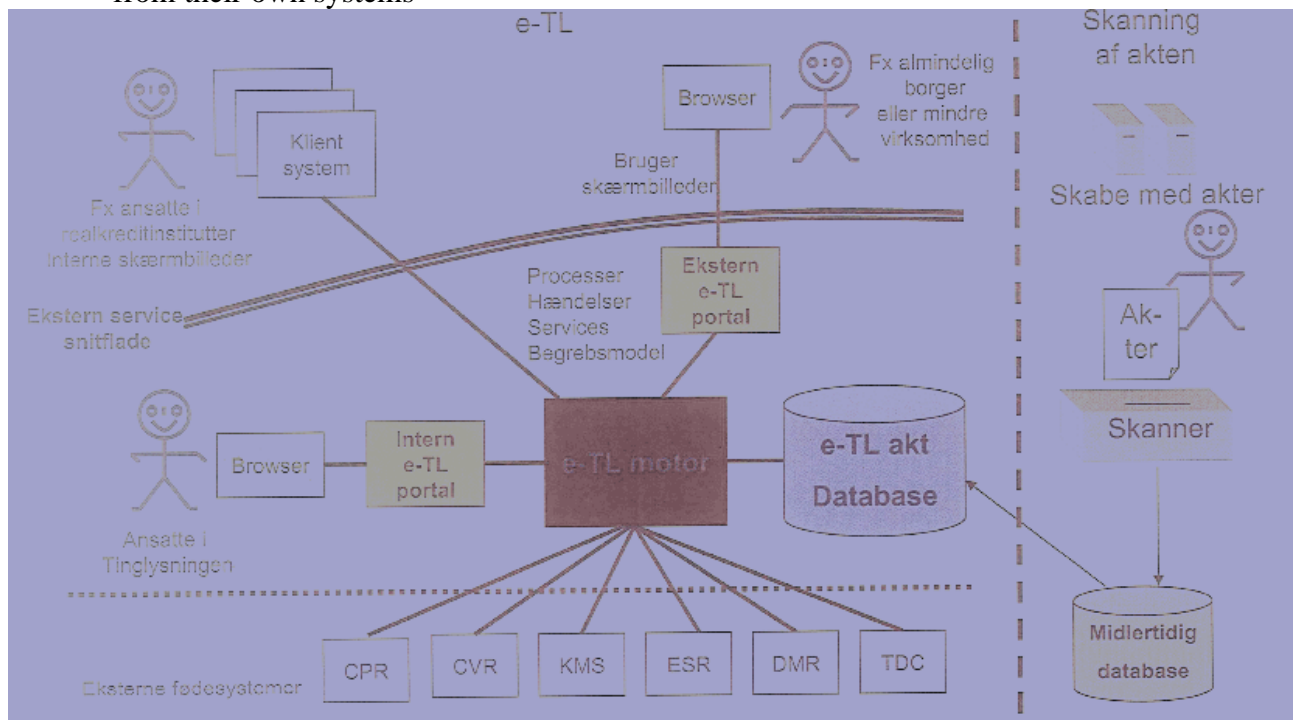 from their own systems
e-TL
Skanning
af akten
Fx almindelig
borger
eller mindre
virksomhed
Browser
Klient
system
Bruger
skærmbilleder
Skabe med akter
Fx ansatte i
realkreditinstitutter
Interne skærmbilleder
Processer
Hændelser
Services
Begrebsmodel
Ekstern
e-TL
portal
Ekstern service
snitflade
Ak-
ter
Skanner
Browser
Intern
e-TL
portal
e-TL motor
e-TL akt
Database
Ansatte i
Tinglysningen
CPR
CVR
KMS
ESR
DMR
TDC
Eksterne fødesystemer
Midlertidig
database